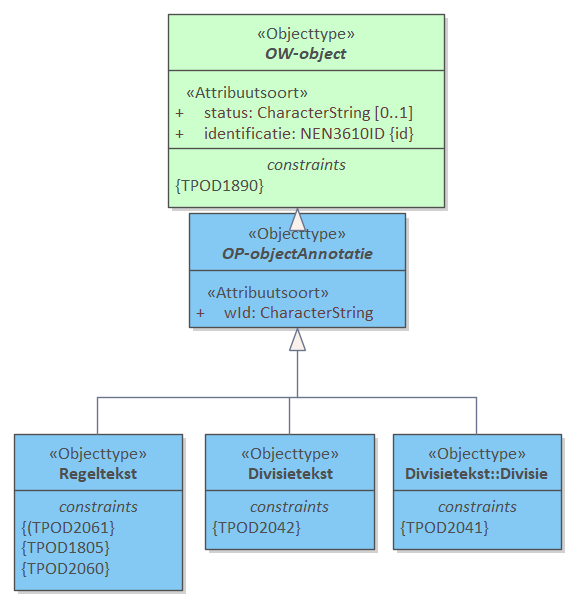 «Objecttype»
OW-object
«Attribuutsoort»
+ status: CharacterString [0..1]
+ identificatie: NEN3610ID {id}
constraints
{TPOD1890}
«Objecttype»
OP-objectAnnotatie
«Attribuutsoort»
+ wId: CharacterString
«Objecttype»
Regeltekst
constraints
{(TPOD2061}
{TPOD1805}
{TPOD2060}
«Objecttype»
Divisietekst
constraints
{TPOD2042}
«Objecttype»
Divisietekst::Divisie
constraints
{TPOD2041}